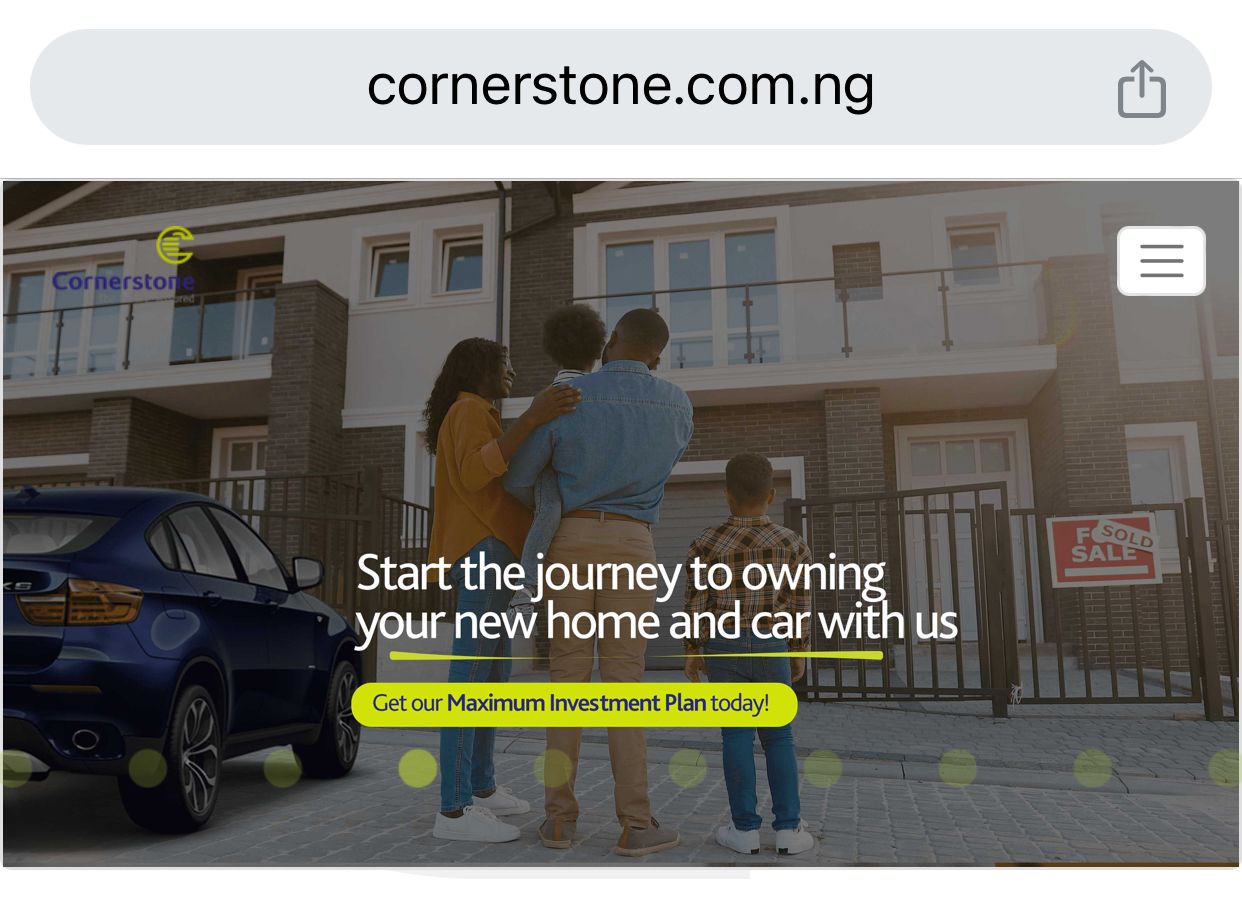 cornerstone.com.ng
Cornerstone
Start the journey to owning
your new home and car with us
Get our Maximum Investment Plan today!
FOR
SALE
SOLD
X6